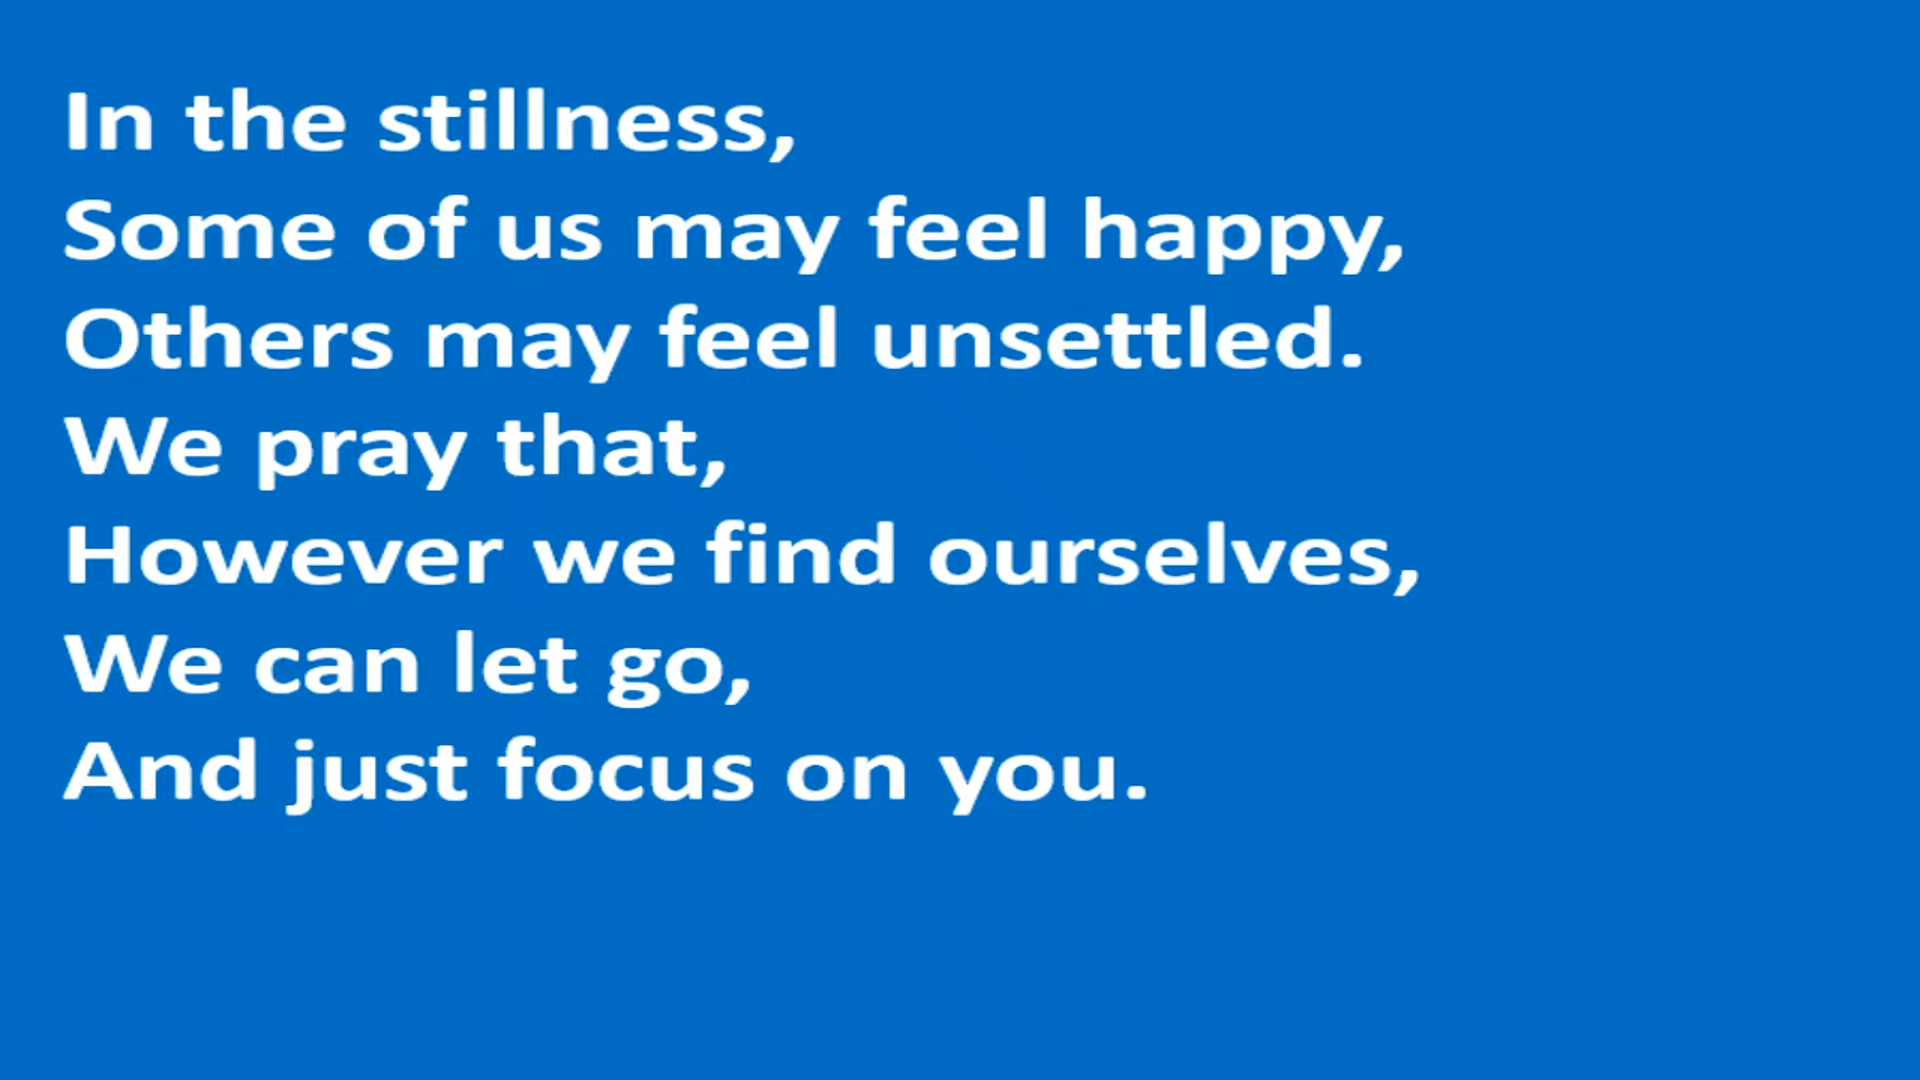 In the stillness,
Some of us may feel happy,
Others may feel unsettled.
We pray that,
However we find ourselves,
We can let go,
And just focus on you.